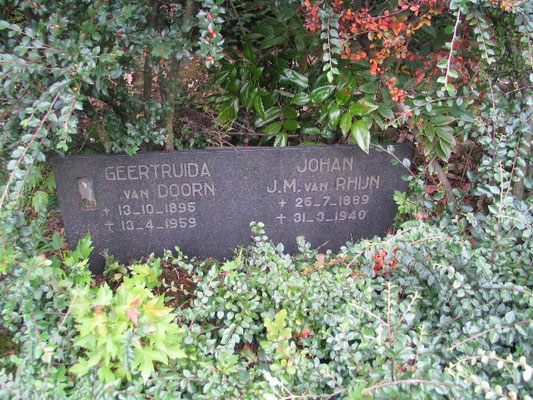 GEERTRUIDA
VAN DOORN
+ 13-10-1895
+ 13-4-1959
JOHAN
J.M. VAN RHIJN
+ 26-7-1889
+ 31-3-1940